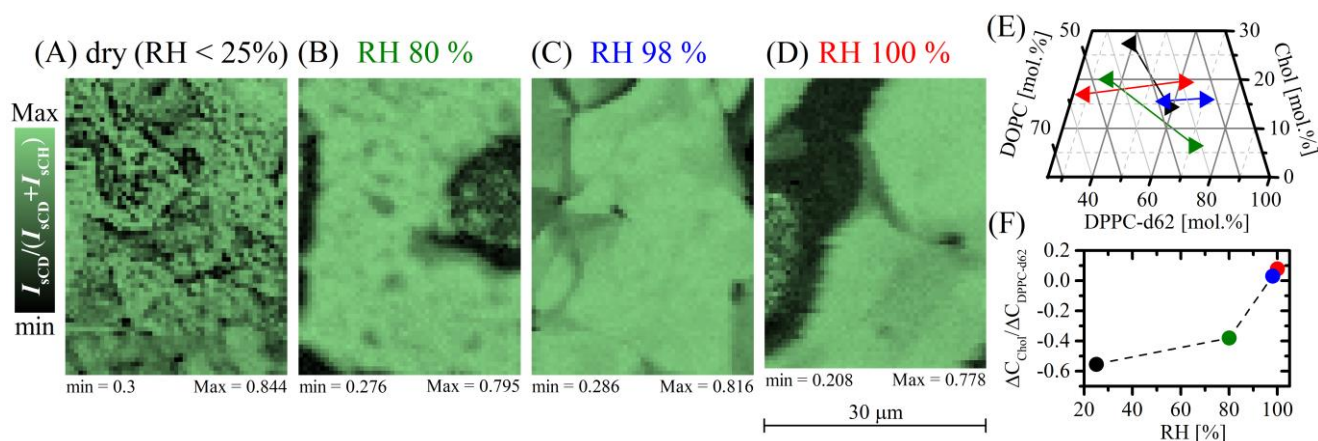 (A) dry (RH < 25%)
(B) RH 80 %
(C) RH 98 %
(D) RH 100 %
Max
I_sCD/(I_sCD+I_sCH)
min
min = 0.3 Max = 0.844
min = 0.276 Max = 0.795
min = 0.286 Max = 0.816
min = 0.208 Max = 0.778
30 µm
(E)
50
70
DOPC [mol.%]
30
20
10
0
Chol [mol.%]
40 60 80 100
DPPC-d62 [mol.%]
(F)
0.2
0.0
-0.2
-0.4
-0.6
ΔC_Chol/ΔC_DPPC-d62
20 40 60 80 100
RH [%]